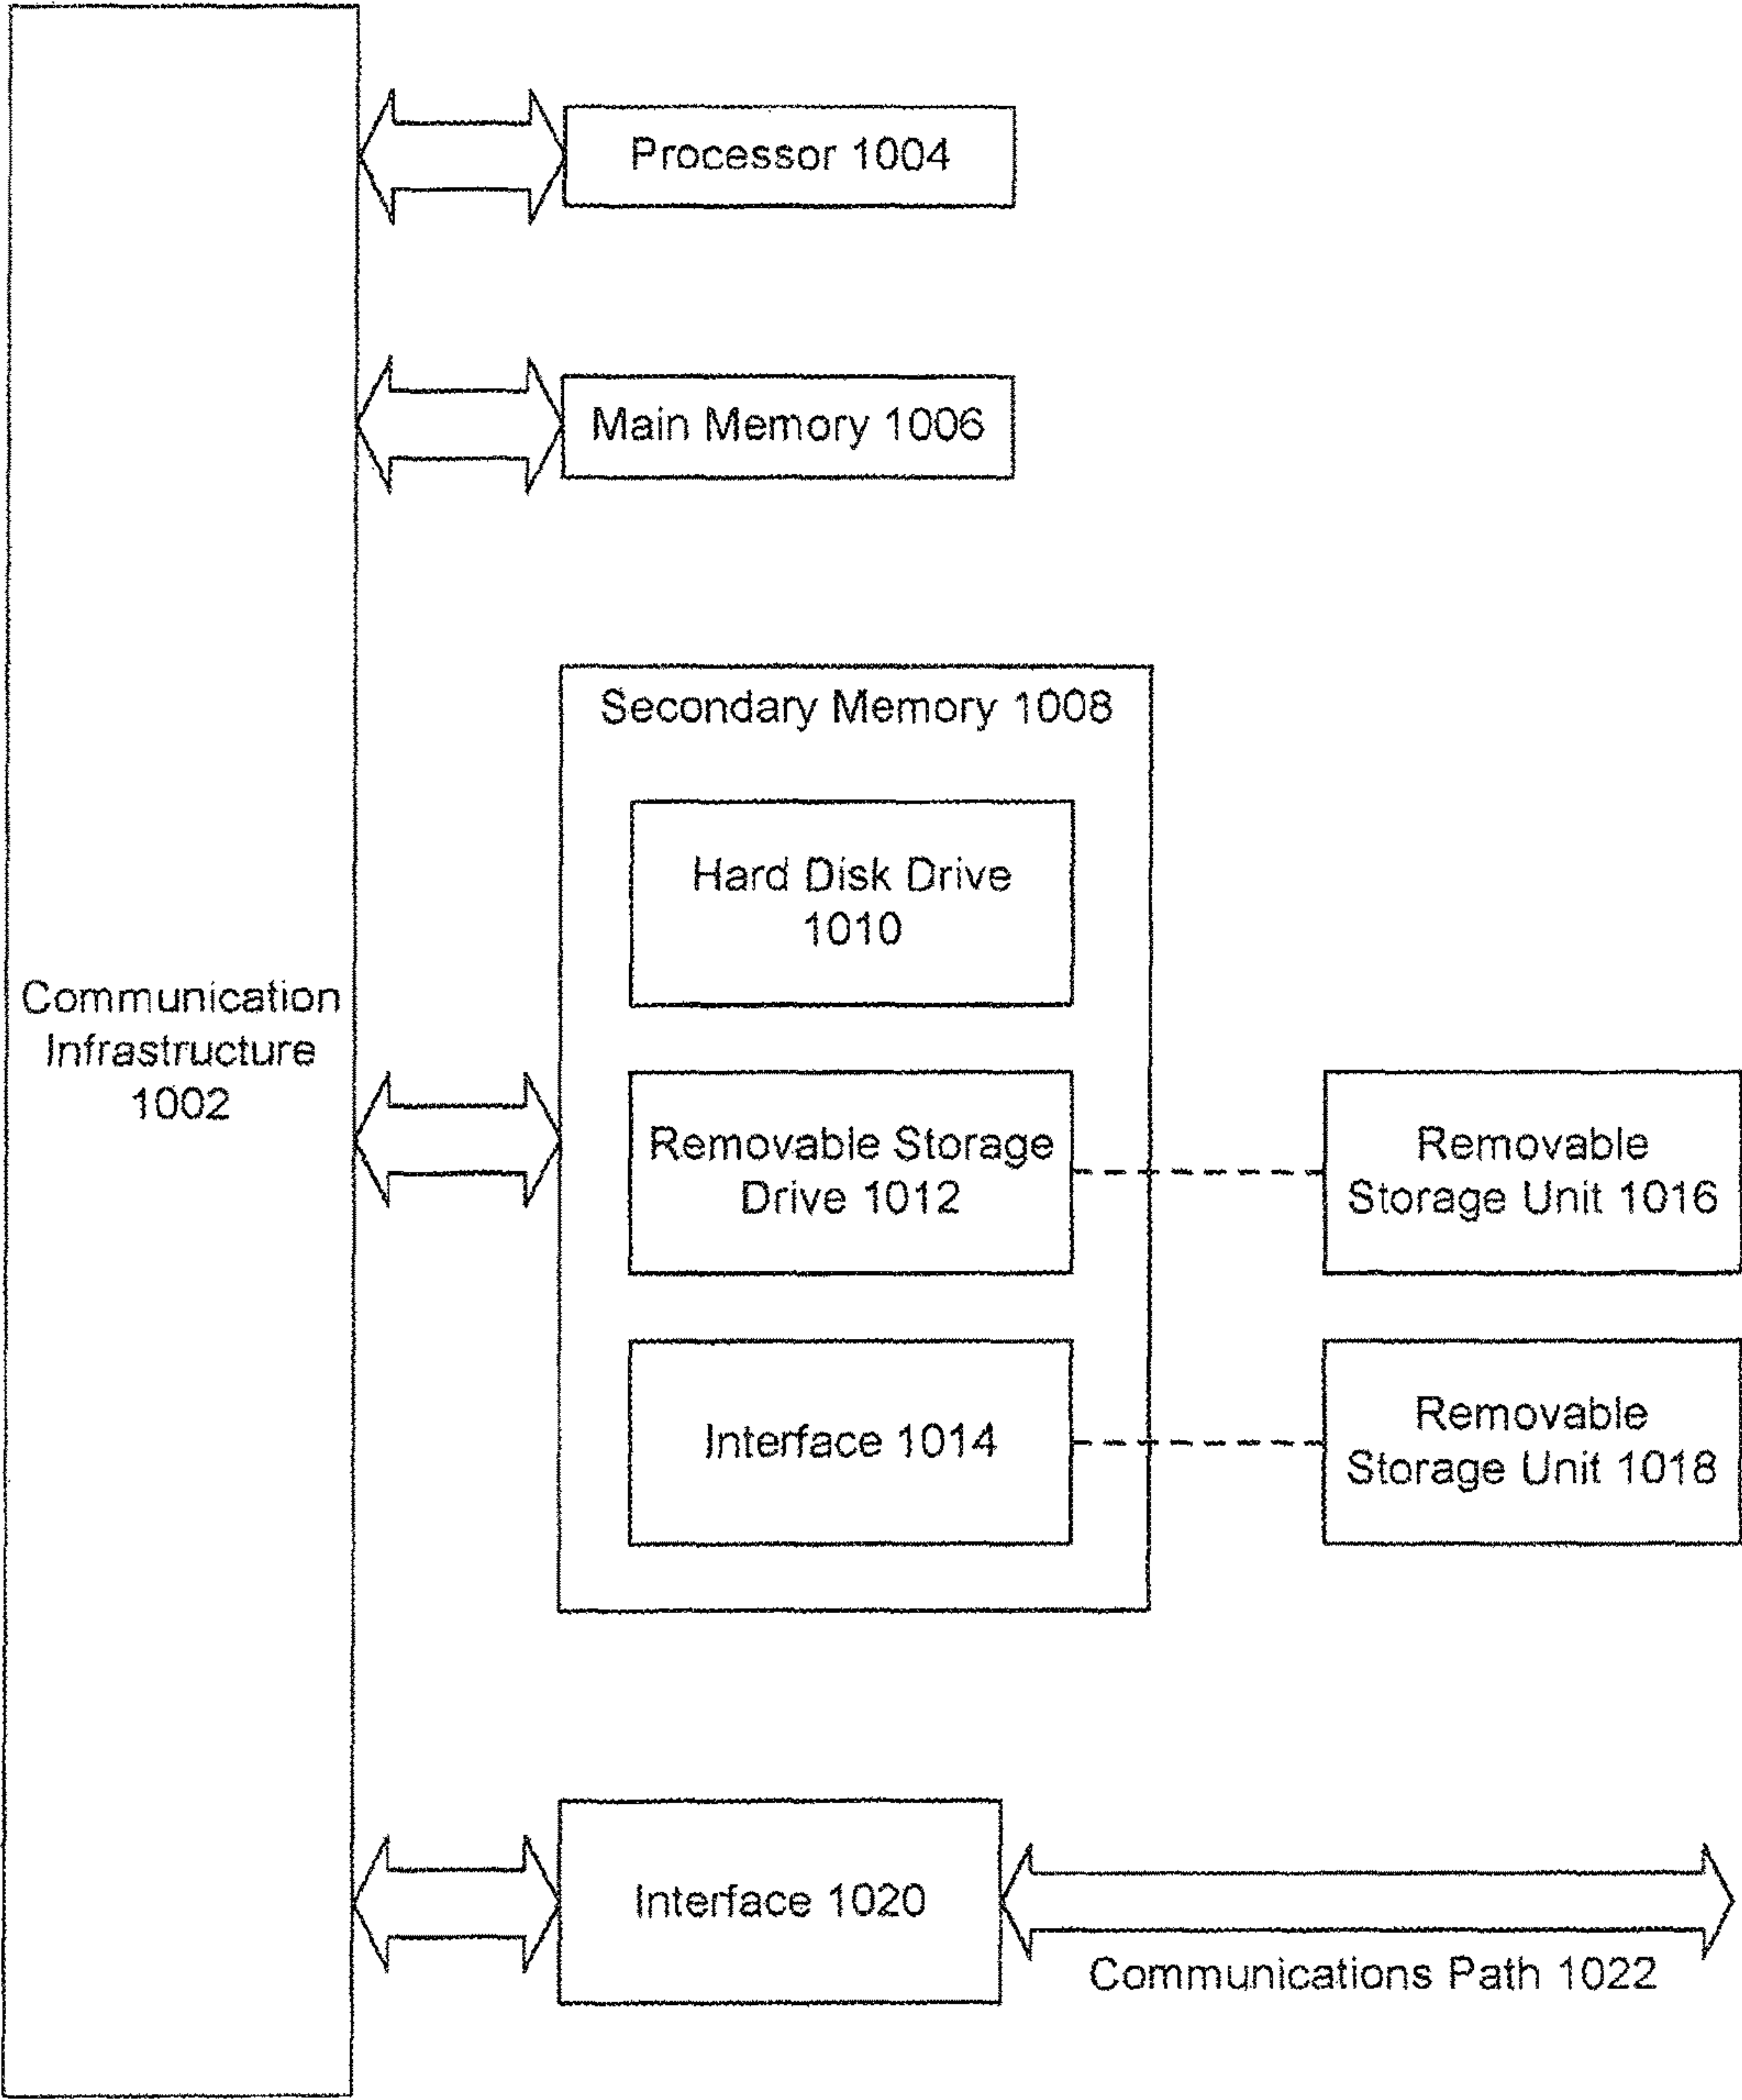 Processor 1004
Main Memory 1006
Secondary Memory 1008
Hard Disk Drive
1010
Communication
Infrastructure
1002
Removable Storage
Drive 1012
Removable
Storage Unit 1016
Interface 1014
Removable
Storage Unit 1018
Interface 1020
Communications Path 1022